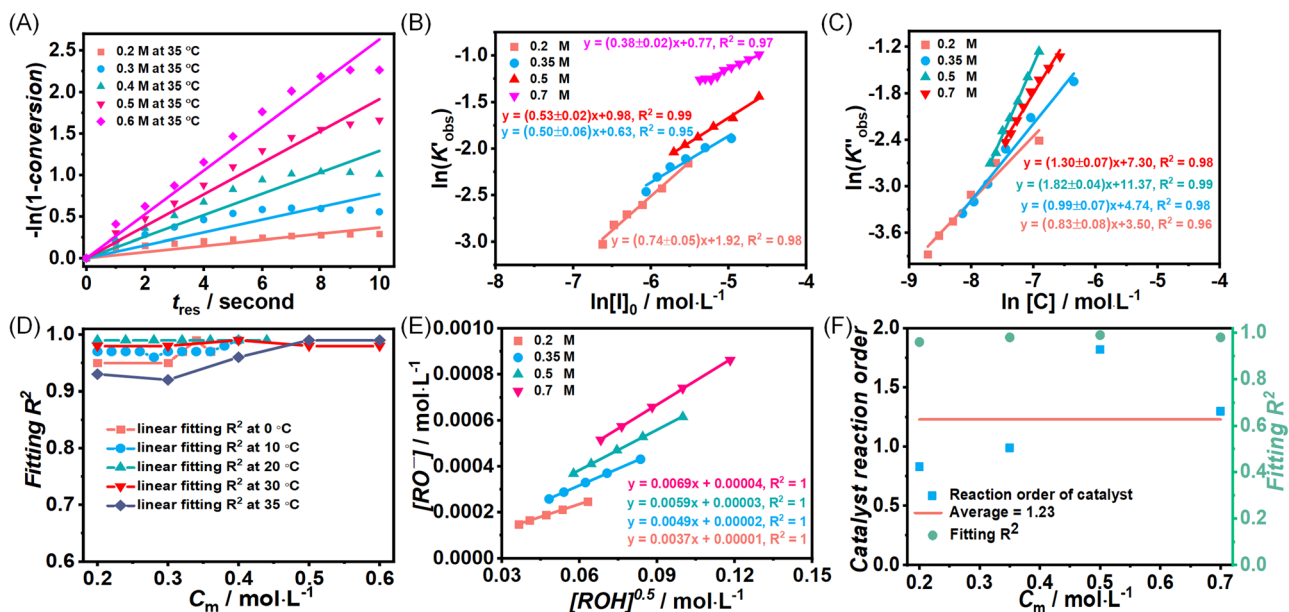 (A)
-ln(1-conversion)
2.5
2.0
1.5
1.0
0.5
0.0
0.2 M at 35 °C
0.3 M at 35 °C
0.4 M at 35 °C
0.5 M at 35 °C
0.6 M at 35 °C
0 2 4 6 8 10
t_res / second
(B)
ln(K'_obs)
-0.5
-1.0
-1.5
-2.0
-2.5
-3.0
y = (0.38±0.02)x+0.77, R² = 0.97
0.2 M
0.35 M
0.5 M
0.7 M
y = (0.53±0.02)x+0.98, R² = 0.99
y = (0.50±0.06)x+0.63, R² = 0.95
y = (0.74±0.05)x+1.92, R² = 0.98
-8 -7 -6 -5 -4
ln[I]₀ / mol·L⁻¹
(C)
ln(K''_obs)
-1.2
-1.8
-2.4
-3.0
-3.6
0.2 M
0.35 M
0.5 M
0.7 M
y = (1.30±0.07)x+7.30, R² = 0.98
y = (1.82±0.04)x+11.37, R² = 0.99
y = (0.99±0.07)x+4.74, R² = 0.98
y = (0.83±0.08)x+3.50, R² = 0.96
-9 -8 -7 -6 -5 -4
ln [C] / mol·L⁻¹
(D)
Fitting R²
1.0
0.9
0.8
0.7
0.6
linear fitting R² at 0 °C
linear fitting R² at 10 °C
linear fitting R² at 20 °C
linear fitting R² at 30 °C
linear fitting R² at 35 °C
0.2 0.3 0.4 0.5 0.6
C_m / mol·L⁻¹
(E)
[RO⁻] / mol·L⁻¹
0.0010
0.0008
0.0006
0.0004
0.0002
0.0000
0.2 M
0.35 M
0.5 M
0.7 M
y = 0.0069x + 0.00004, R² = 1
y = 0.0059x + 0.00003, R² = 1
y = 0.0049x + 0.00002, R² = 1
y = 0.0037x + 0.00001, R² = 1
0.03 0.06 0.09 0.12 0.15
[ROH]^0.5 / mol·L⁻¹
(F)
Catalyst reaction order
2.0
1.5
1.0
0.5
0.0
Reaction order of catalyst
Average = 1.23
Fitting R²
0.2 0.3 0.4 0.5 0.6 0.7
C_m / mol·L⁻¹
1.0
0.8
0.6
0.4
0.2
0.0
Fitting R²